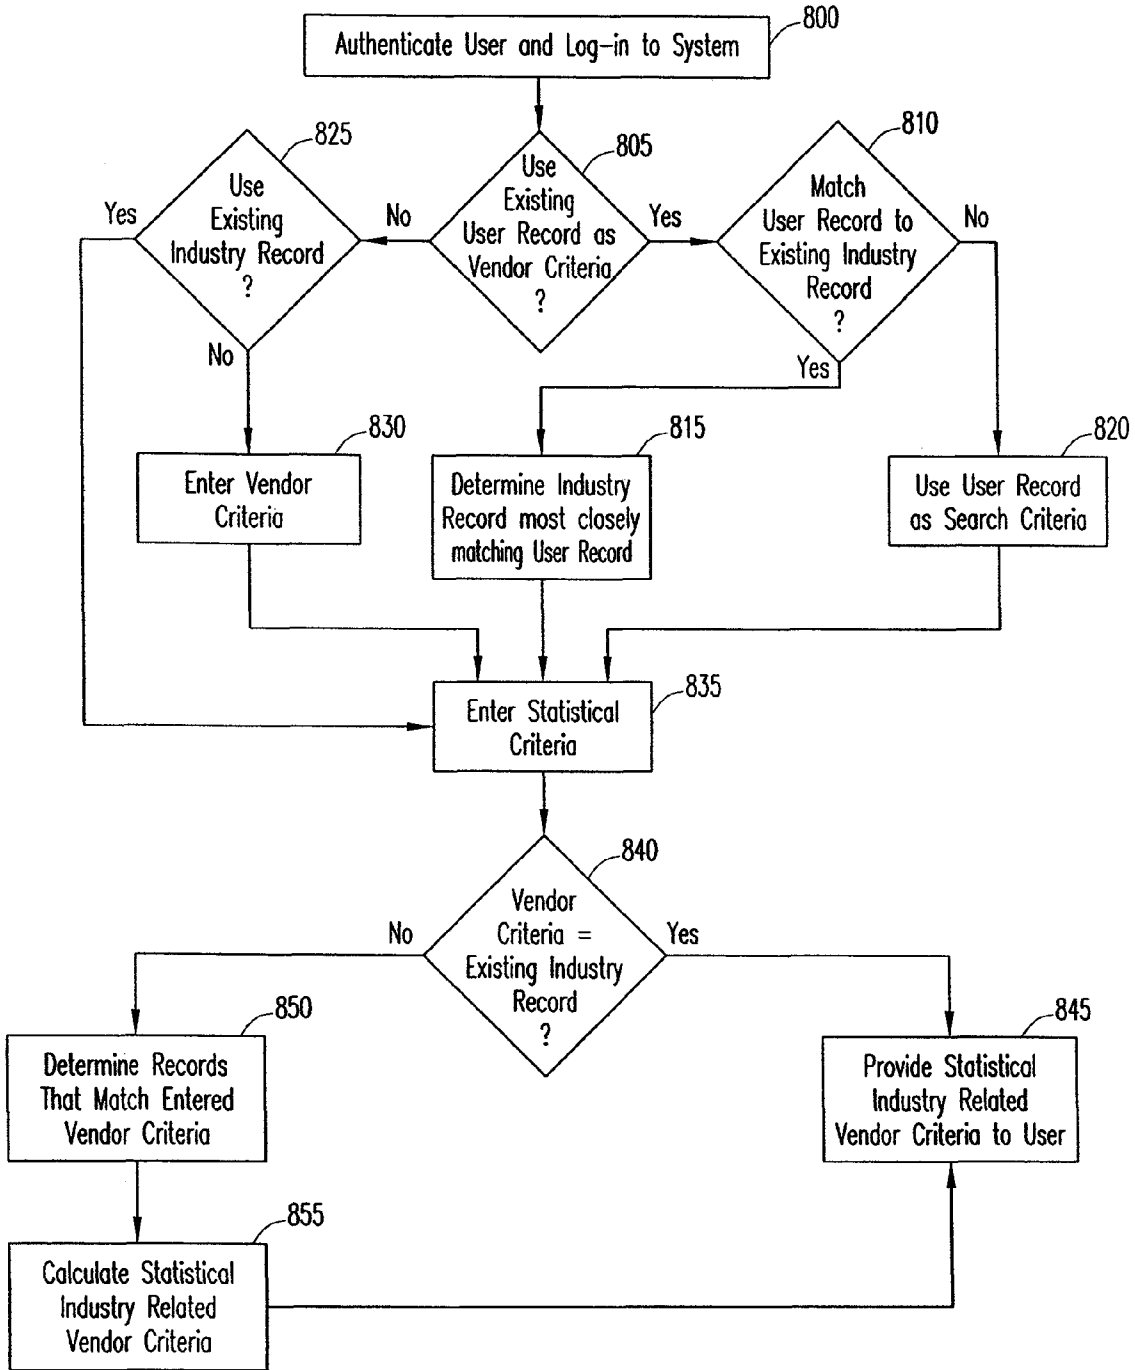 800
Authenticate User and Log-in to System
825
805
810
Use
Existing
Industry Record
?
Yes
No
No
Use
Existing
User Record as
Vendor Criteria
?
Yes
Match
User Record to
Existing Industry
Record
?
No
Yes
830
Enter Vendor
Criteria
815
Determine Industry
Record most closely
matching User Record
820
Use User Record
as Search Criteria
835
Enter Statistical
Criteria
840
Vendor
Criteria =
Existing Industry
Record
?
No
Yes
850
Determine Records
That Match Entered
Vendor Criteria
845
Provide Statistical
Industry Related
Vendor Criteria to User
855
Calculate Statistical
Industry Related
Vendor Criteria